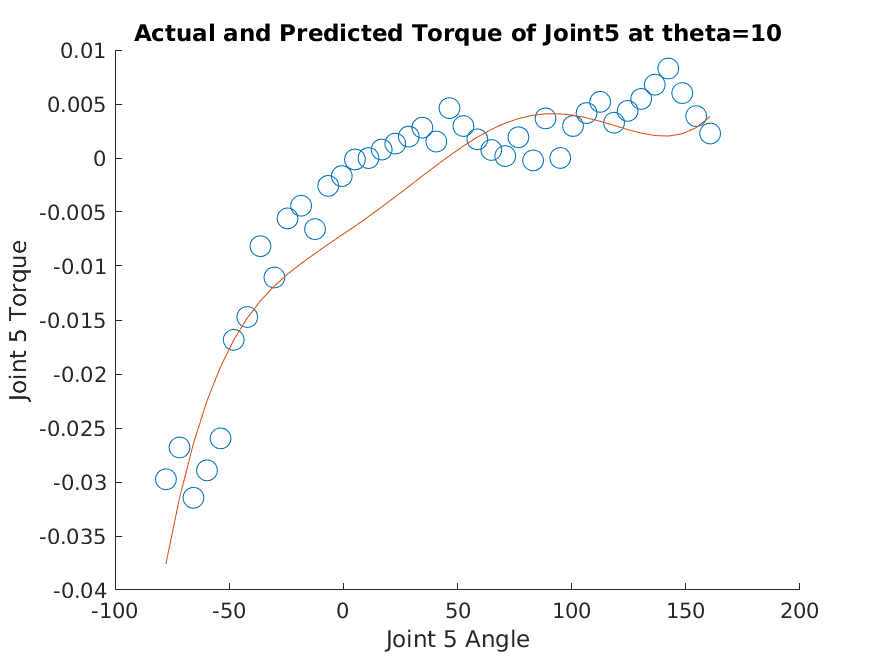 Actual and Predicted Torque of Joint5 at theta=10
0.01
0.005
0
-0.005
-0.01
-0.015
-0.02
-0.025
-0.03
-0.035
-0.04
Joint 5 Torque
-100 -50 0 50 100 150 200
Joint 5 Angle